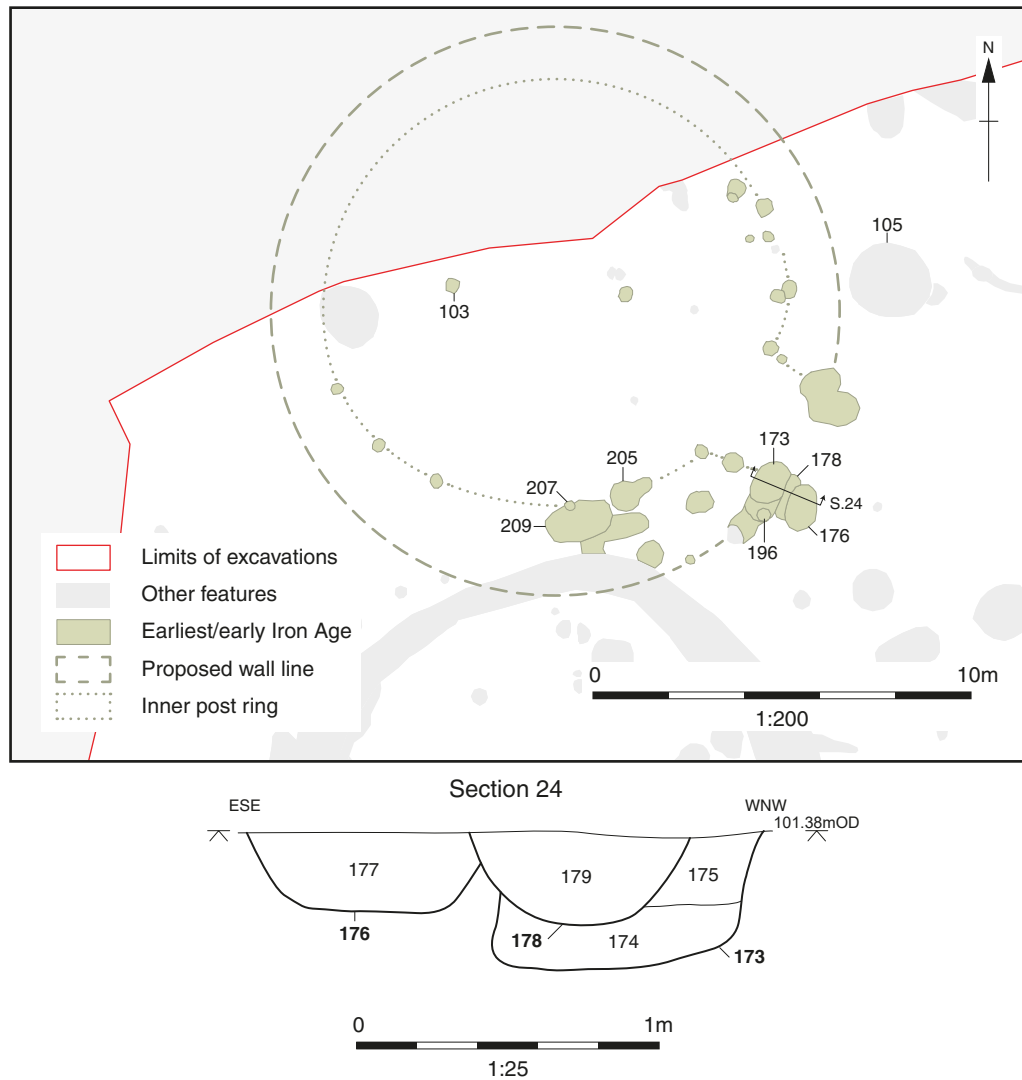 N
105
103
173
178
205
207
S.24
209
196
176
Limits of excavations
Other features
Earliest/early Iron Age
Proposed wall line
Inner post ring
0 10m
1:200
Section 24
ESE WNW
101.38mOD
177 179 175
176 178 174 173
0 1m
1:25